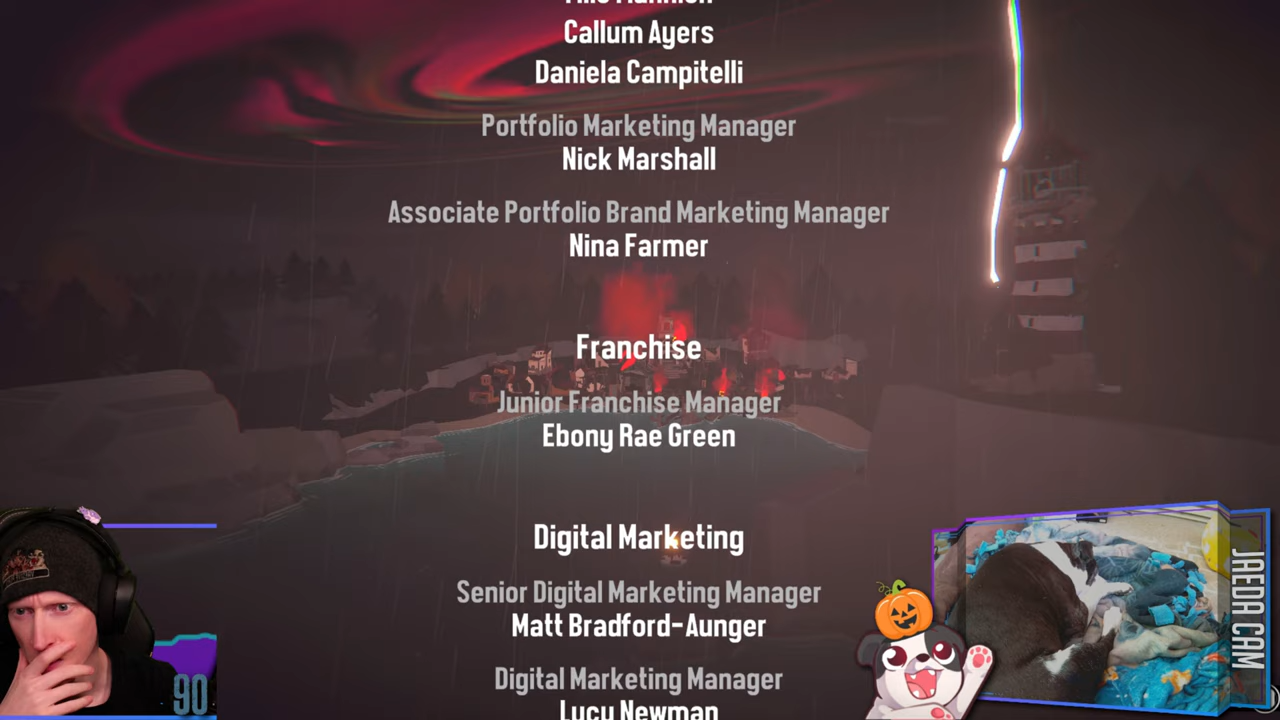 Callum Ayers
Daniela Campitelli
Portfolio Marketing Manager
Nick Marshall
Associate Portfolio Brand Marketing Manager
Nina Farmer
Franchise
Junior Franchise Manager
Ebony Rae Green
Digital Marketing
Senior Digital Marketing Manager
Matt Bradford-Aunger
Digital Marketing Manager
Lucy Newman
90
JAEDA CAM